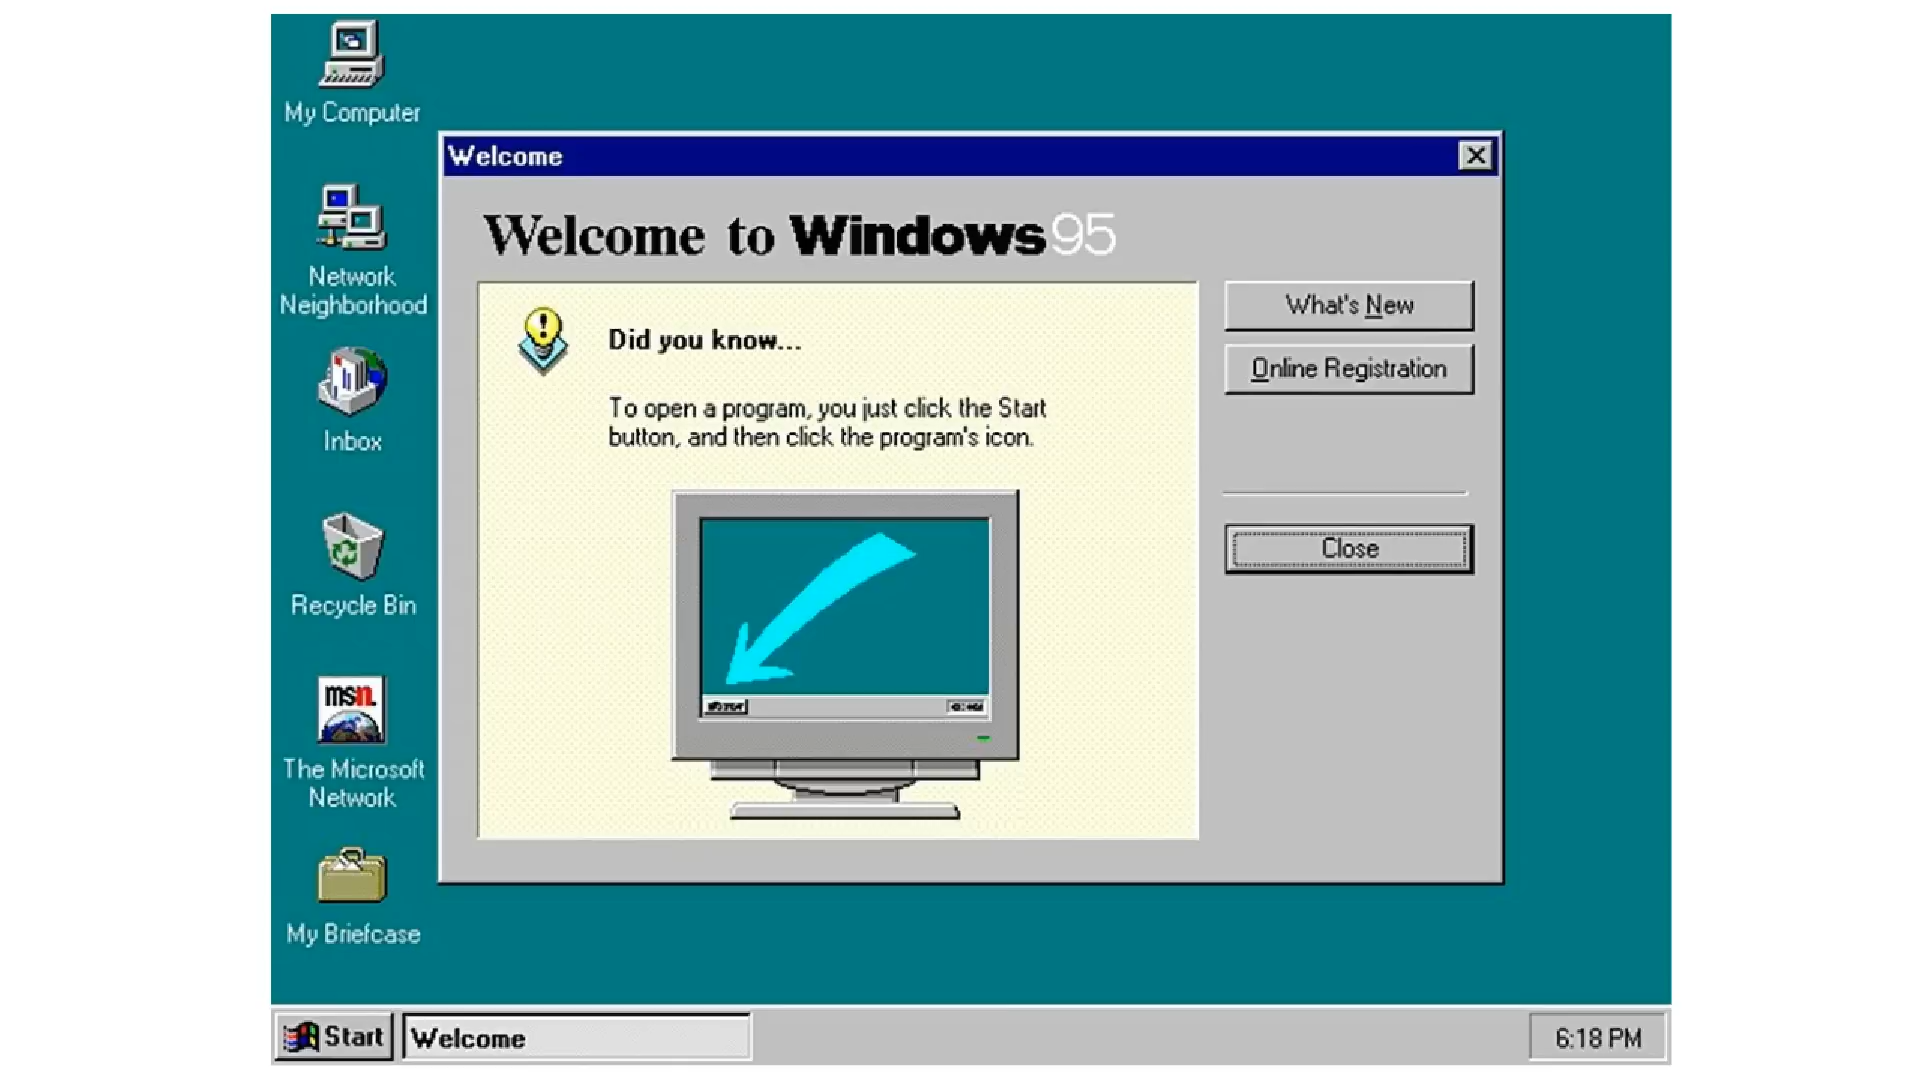 My Computer
Network
Neighborhood
Inbox
Recycle Bin
msn.
The Microsoft
Network
My Briefcase
Welcome
Welcome to Windows 95
Did you know...
To open a program, you just click the Start
button, and then click the program's icon.
What's New
Online Registration
Close
Start
Welcome
6:18 PM